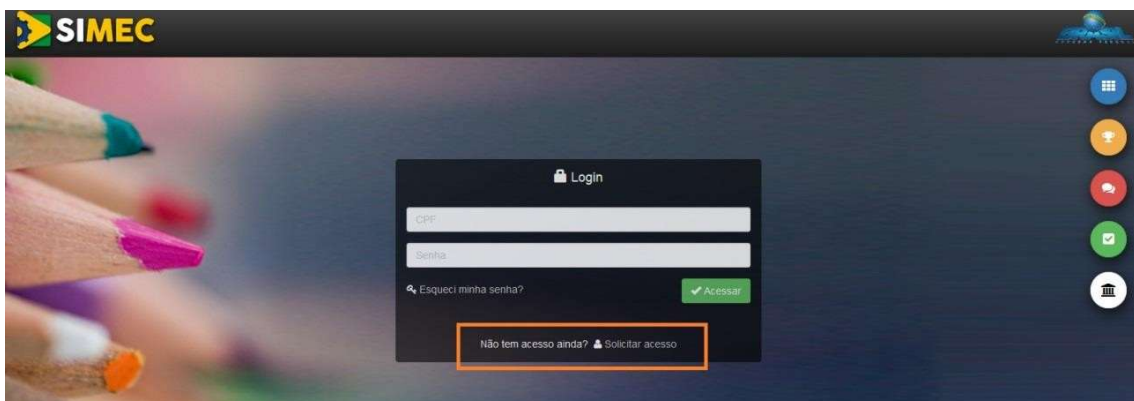 SIMEC
Login
CPF
Senha
Esqueci minha senha?
Acessar
Não tem acesso ainda? Solicitar acesso